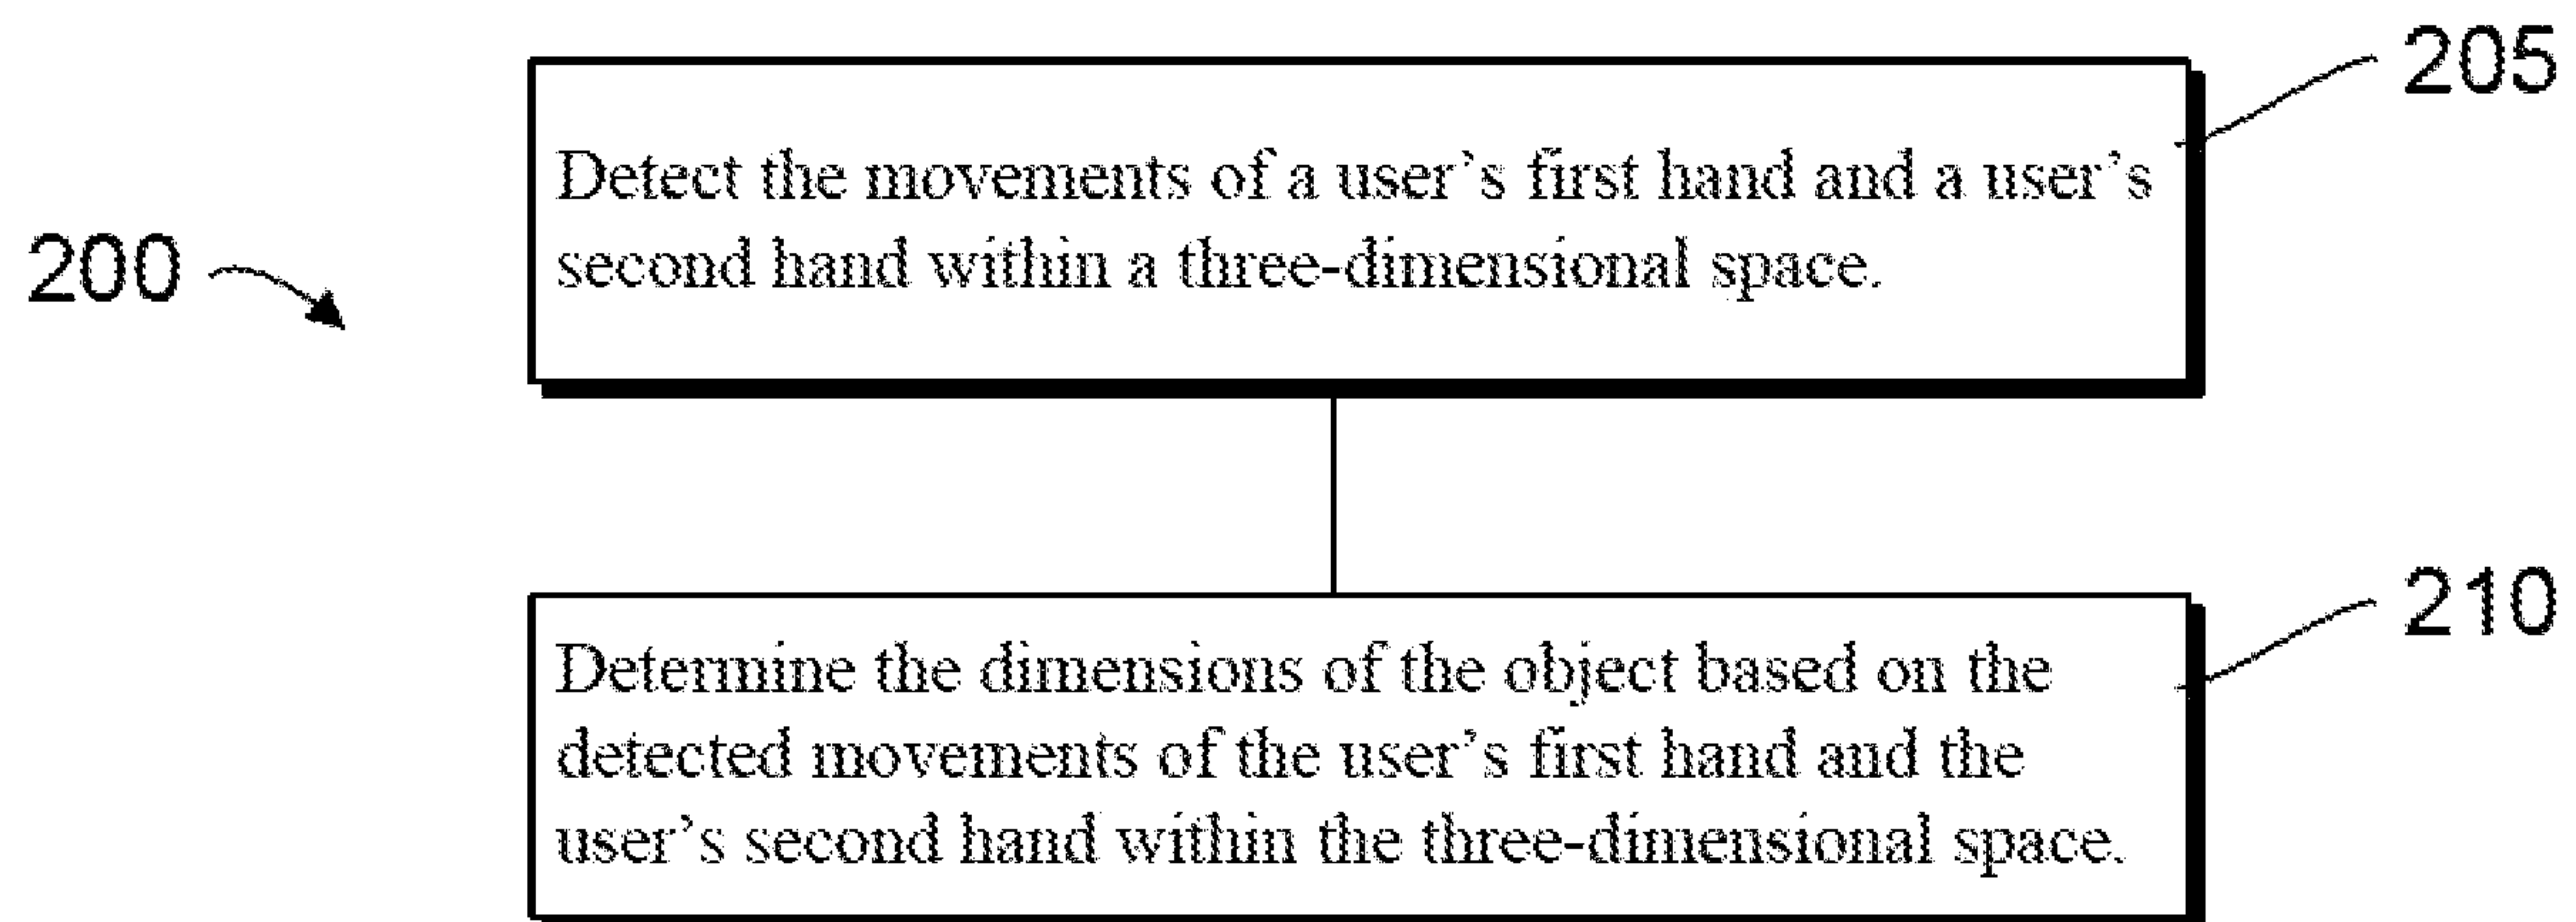 205
Detect the movements of a user’s first hand and a user’s
second hand within a three-dimensional space.
200
210
Determine the dimensions of the object based on the
detected movements of the user’s first hand and the
user’s second hand within the three-dimensional space.